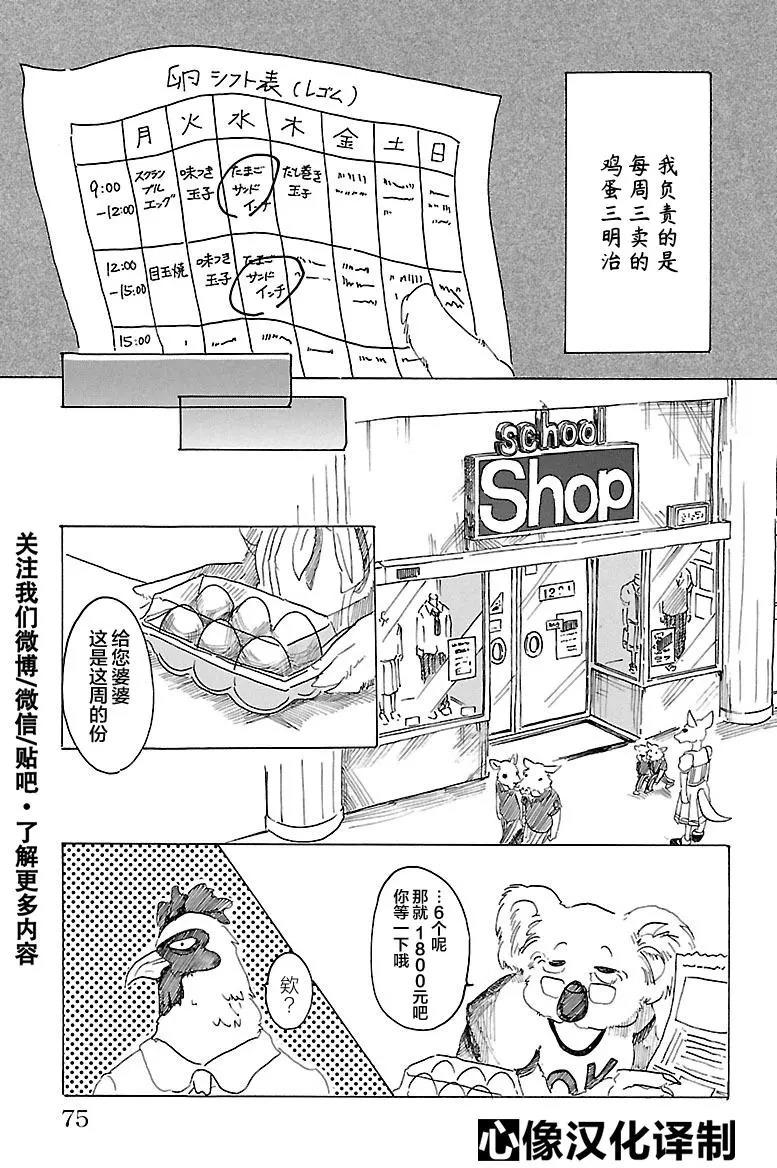 卵シフト表(レゴム)
月 火 水 木 金 土 日
9:00
-12:00
スクラン
ブル
エッグ
味つき
玉子
たまご
サンド
インチ
だし巻き
玉子
12:00
-15:00
目玉焼
味つき
玉子
たまご
サンド
インチ
15:00
我负责的是
每周三卖的
鸡蛋三明治
school
Shop
1221
给您婆婆
这是这周的份
…6个呢
那就1800元吧
你等一下哦
欸？
OK
关注我们微博/微信/贴吧·了解更多内容
75
心像汉化译制